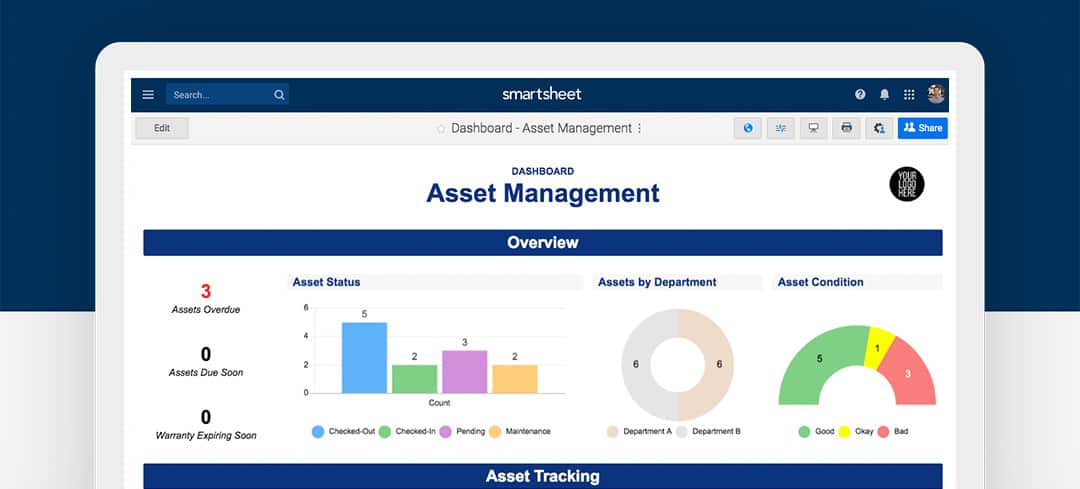 Search...
smartsheet
Edit
Dashboard - Asset Management
Share
DASHBOARD
Asset Management
YOUR
LOGO
HERE
Overview
3
Assets Overdue
0
Assets Due Soon
0
Warranty Expiring Soon
Asset Status
6
4
2
0
5
2
3
2
Count
Checked-Out
Checked-In
Pending
Maintenance
Assets by Department
6
6
Department A
Department B
Asset Condition
5
1
3
Good
Okay
Bad
Asset Tracking